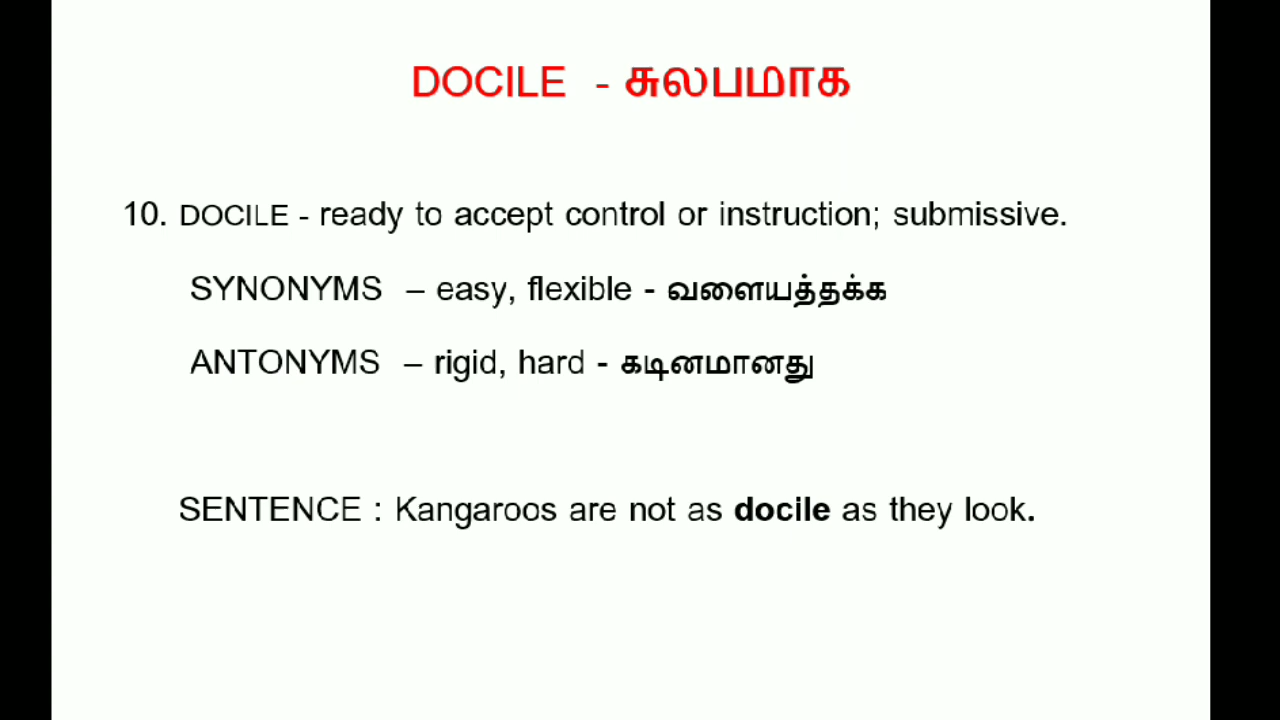 DOCILE - சுலபமாக
10. DOCILE - ready to accept control or instruction; submissive.
SYNONYMS – easy, flexible - வளையத்தக்க
ANTONYMS – rigid, hard - கடினமானது
SENTENCE : Kangaroos are not as docile as they look.